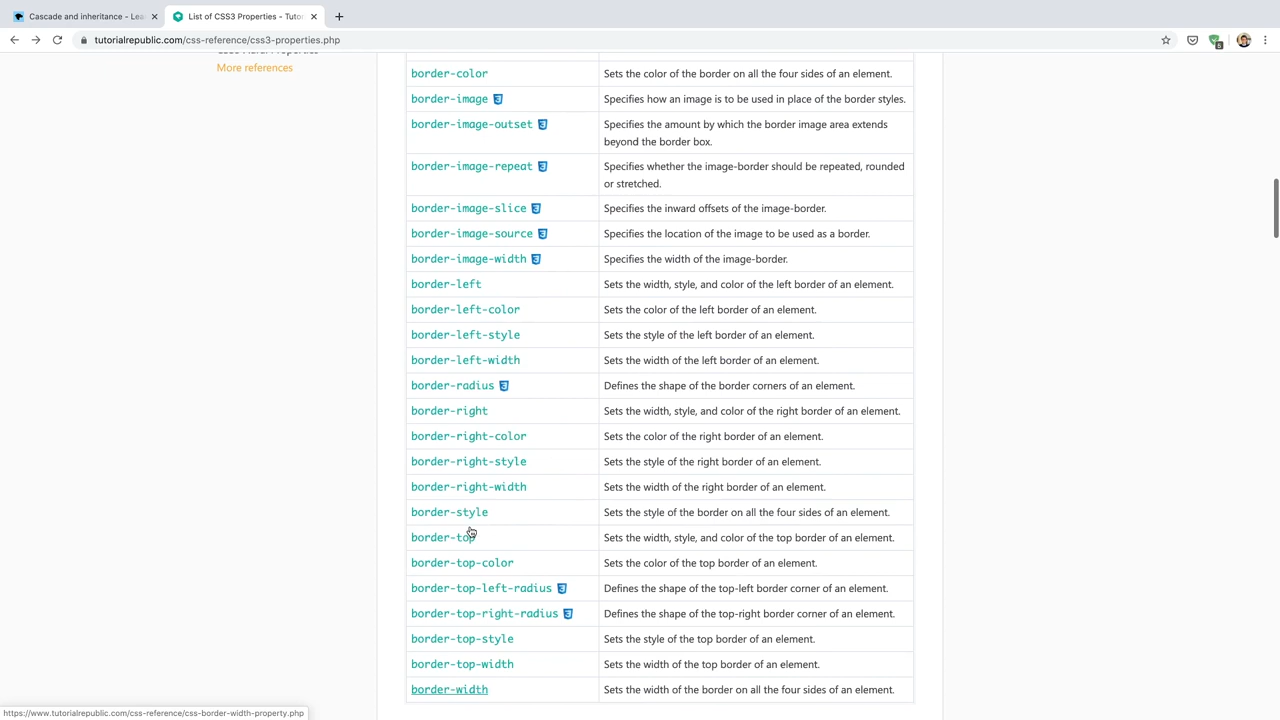 Cascade and inheritance - Lea
List of CSS3 Properties - Tutor
tutorialrepublic.com/css-reference/css3-properties.php
6
More references
border-color
Sets the color of the border on all the four sides of an element.
border-image
Specifies how an image is to be used in place of the border styles.
border-image-outset
Specifies the amount by which the border image area extends
beyond the border box.
border-image-repeat
Specifies whether the image-border should be repeated, rounded
or stretched.
border-image-slice
Specifies the inward offsets of the image-border.
border-image-source
Specifies the location of the image to be used as a border.
border-image-width
Specifies the width of the image-border.
border-left
Sets the width, style, and color of the left border of an element.
border-left-color
Sets the color of the left border of an element.
border-left-style
Sets the style of the left border of an element.
border-left-width
Sets the width of the left border of an element.
border-radius
Defines the shape of the border corners of an element.
border-right
Sets the width, style, and color of the right border of an element.
border-right-color
Sets the color of the right border of an element.
border-right-style
Sets the style of the right border of an element.
border-right-width
Sets the width of the right border of an element.
border-style
Sets the style of the border on all the four sides of an element.
border-top
Sets the width, style, and color of the top border of an element.
border-top-color
Sets the color of the top border of an element.
border-top-left-radius
Defines the shape of the top-left border corner of an element.
border-top-right-radius
Defines the shape of the top-right border corner of an element.
border-top-style
Sets the style of the top border of an element.
border-top-width
Sets the width of the top border of an element.
border-width
Sets the width of the border on all the four sides of an element.
https://www.tutorialrepublic.com/css-reference/css-border-width-property.php